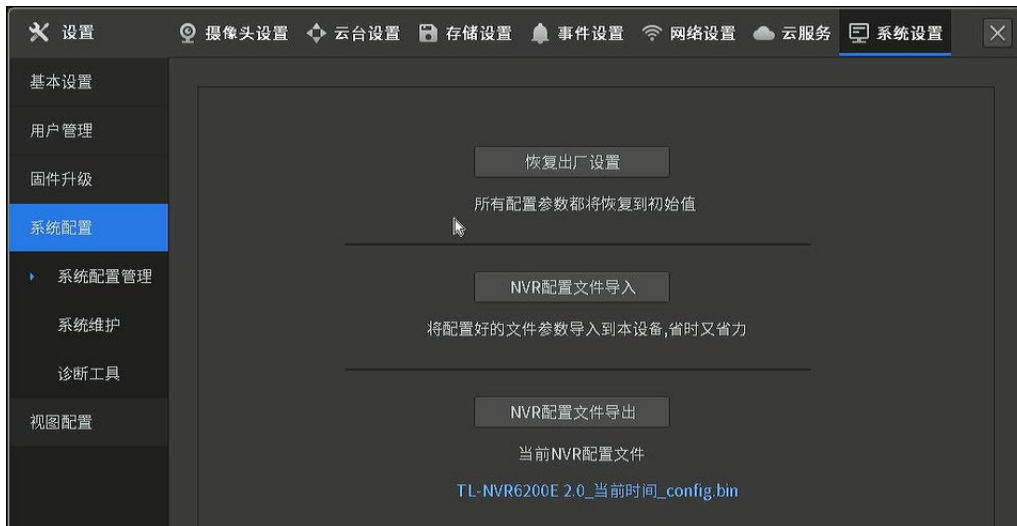 设置
摄像头设置 云台设置 存储设置 事件设置 网络设置 云服务 系统设置
基本设置
用户管理
固件升级
系统配置
系统配置管理
系统维护
诊断工具
视图配置
恢复出厂设置
所有配置参数都将恢复到初始值
NVR配置文件导入
将配置好的文件参数导入到本设备,省时又省力
NVR配置文件导出
当前NVR配置文件
TL-NVR6200E 2.0_当前时间_config.bin